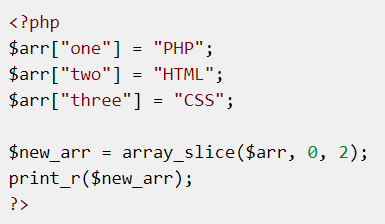 <?php
$arr["one"] = "PHP";
$arr["two"] = "HTML";
$arr["three"] = "CSS";

$new_arr = array_slice($arr, 0, 2);
print_r($new_arr);
?>